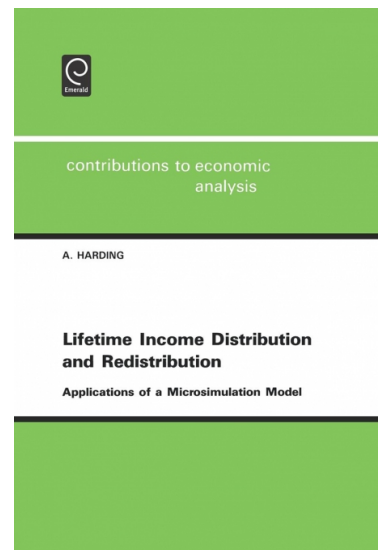 Emerald
contributions to economic
analysis
A. HARDING
Lifetime Income Distribution
and Redistribution
Applications of a Microsimulation Model